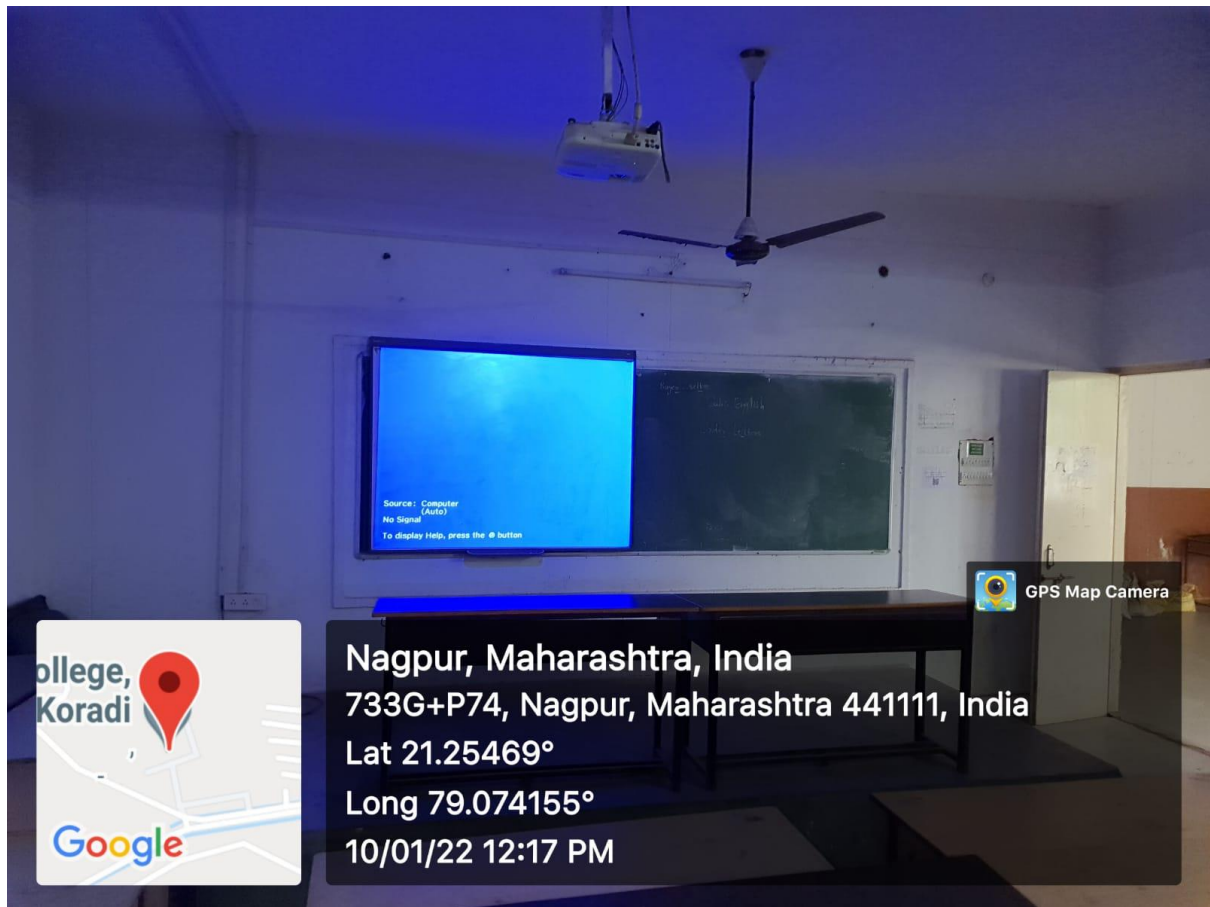 Source: Computer
(Auto)
No Signal
To display Help, press the button
GPS Map Camera
ollege,
Koradi
Google
Nagpur, Maharashtra, India
733G+P74, Nagpur, Maharashtra 441111, India
Lat 21.25469°
Long 79.074155°
10/01/22 12:17 PM